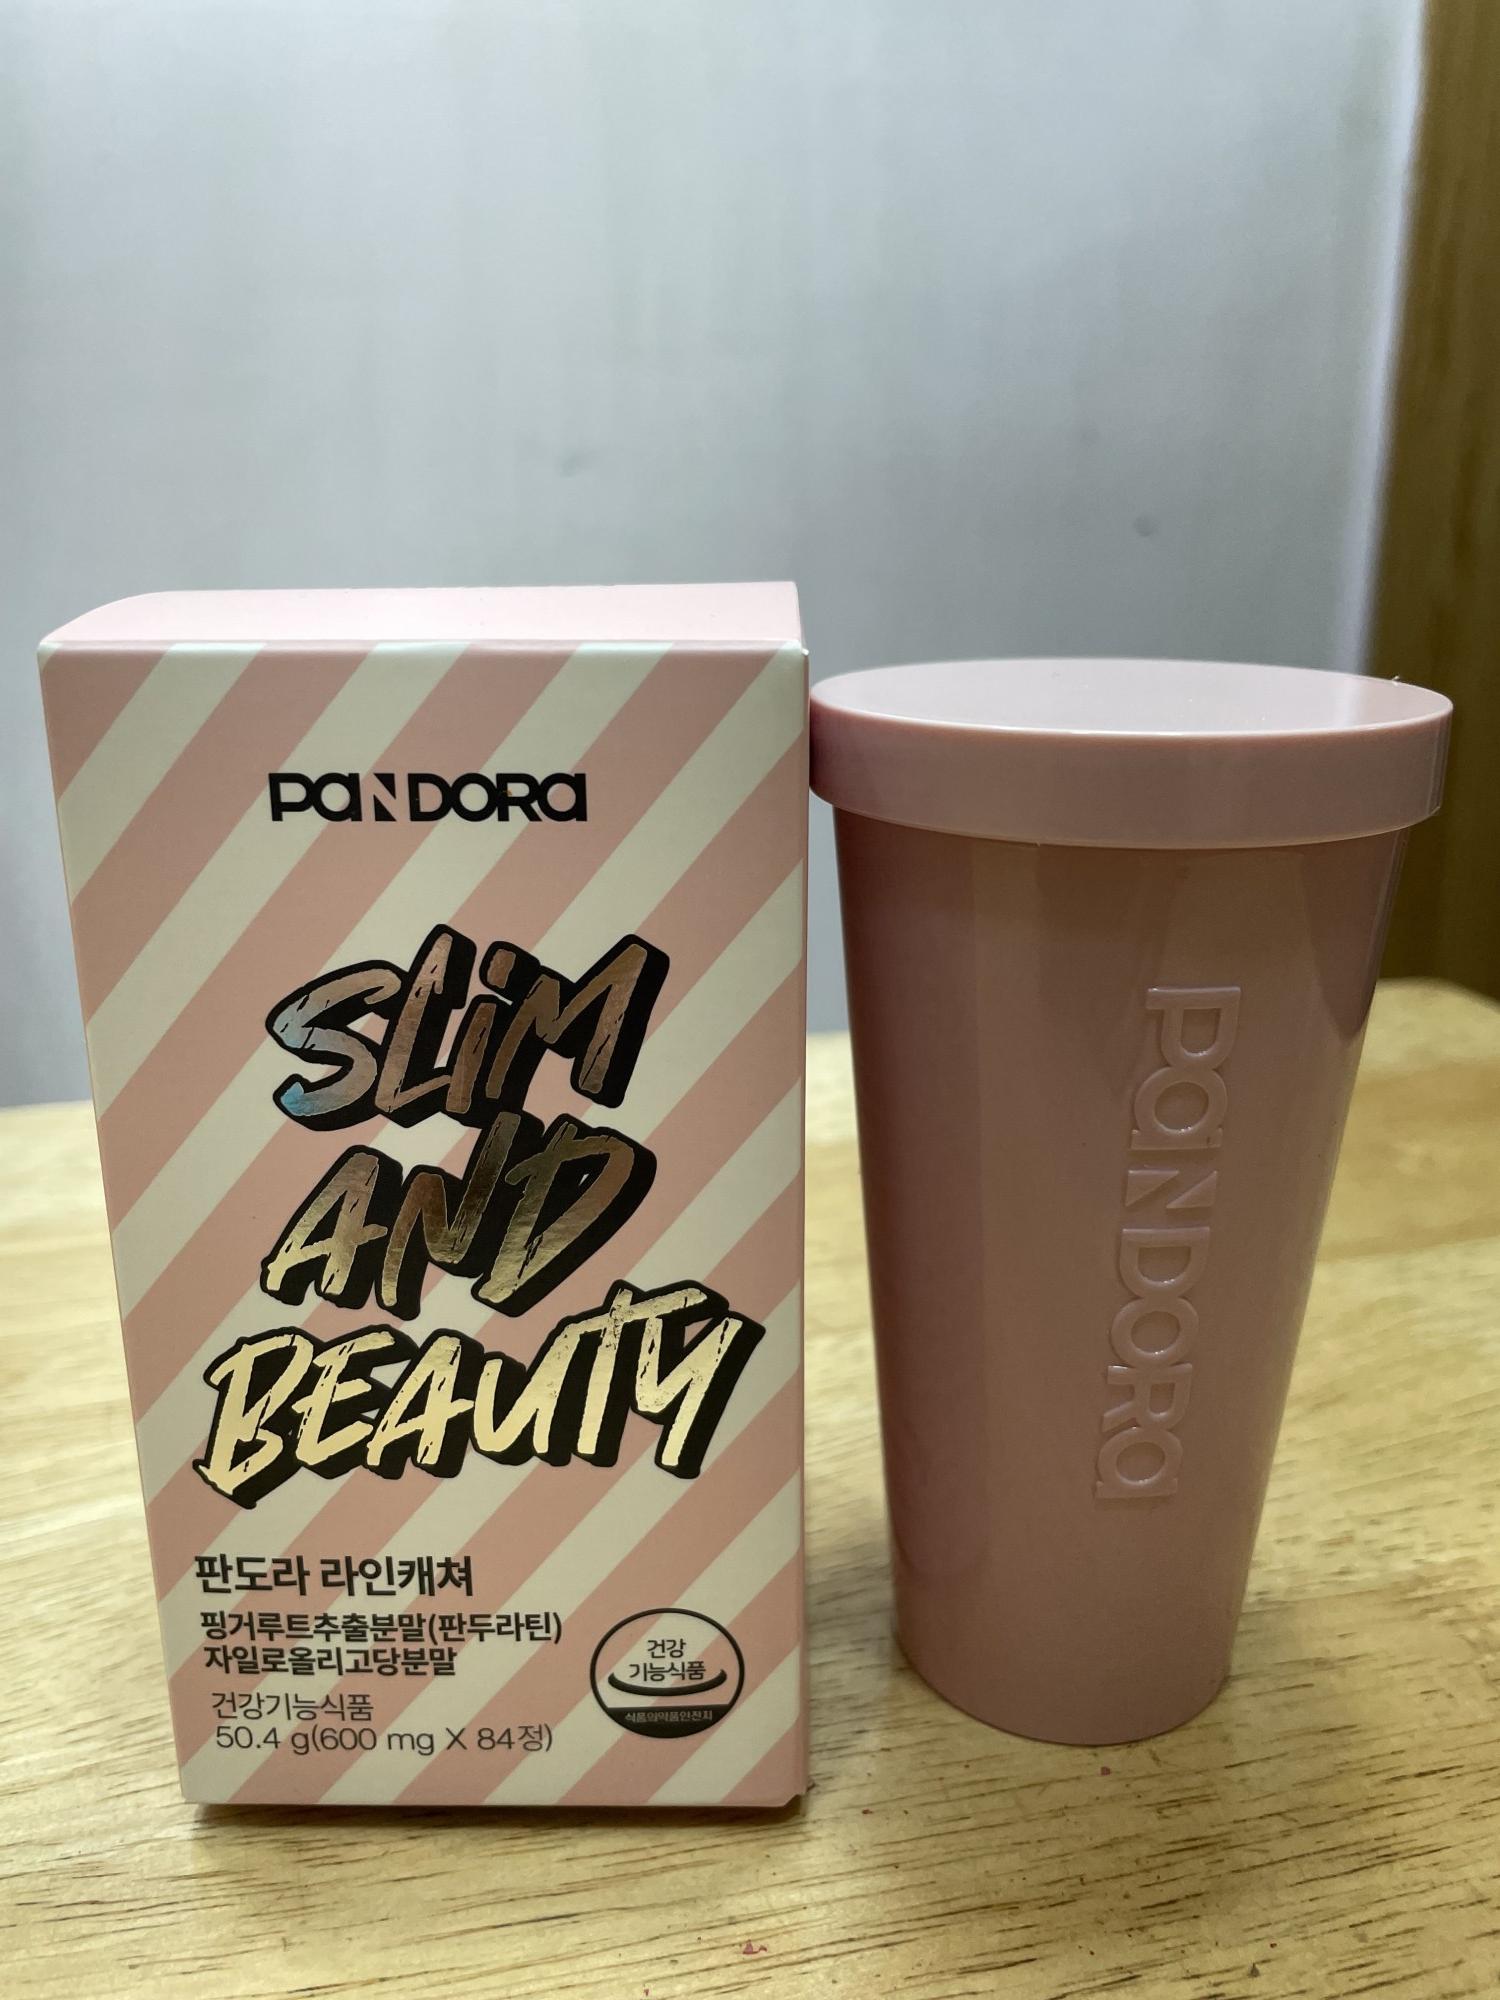 PANDORA
SLIM
AND
BEAUTY
판도라 라인캐쳐
핑거루트추출분말(판두라틴)
자일로올리고당분말
건강기능식품
50.4 g(600 mg X 84정)
건강
기능식품
식품의약품안전처
PANDORA